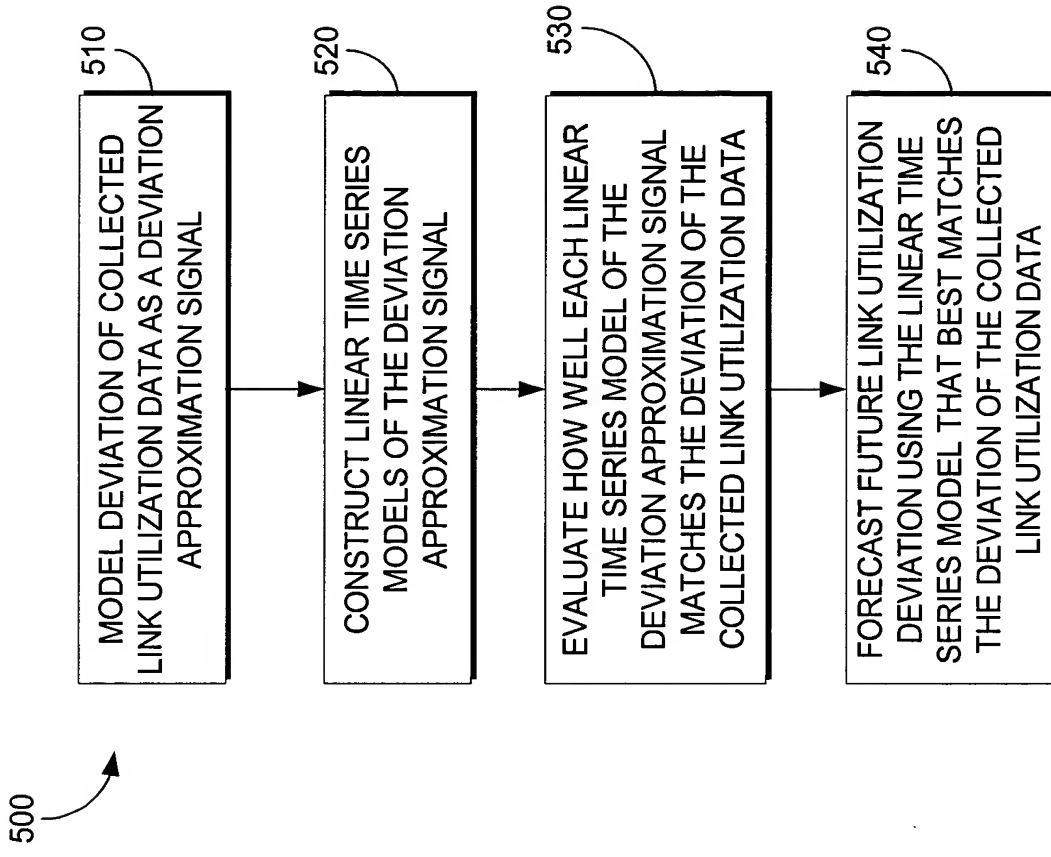 500
510
MODEL DEVIATION OF COLLECTED
LINK UTILIZATION DATA AS A DEVIATION
APPROXIMATION SIGNAL
520
CONSTRUCT LINEAR TIME SERIES
MODELS OF THE DEVIATION
APPROXIMATION SIGNAL
530
EVALUATE HOW WELL EACH LINEAR
TIME SERIES MODEL OF THE
DEVIATION APPROXIMATION SIGNAL
MATCHES THE DEVIATION OF THE
COLLECTED LINK UTILIZATION DATA
540
FORECAST FUTURE LINK UTILIZATION
DEVIATION USING THE LINEAR TIME
SERIES MODEL THAT BEST MATCHES
THE DEVIATION OF THE COLLECTED
LINK UTILIZATION DATA